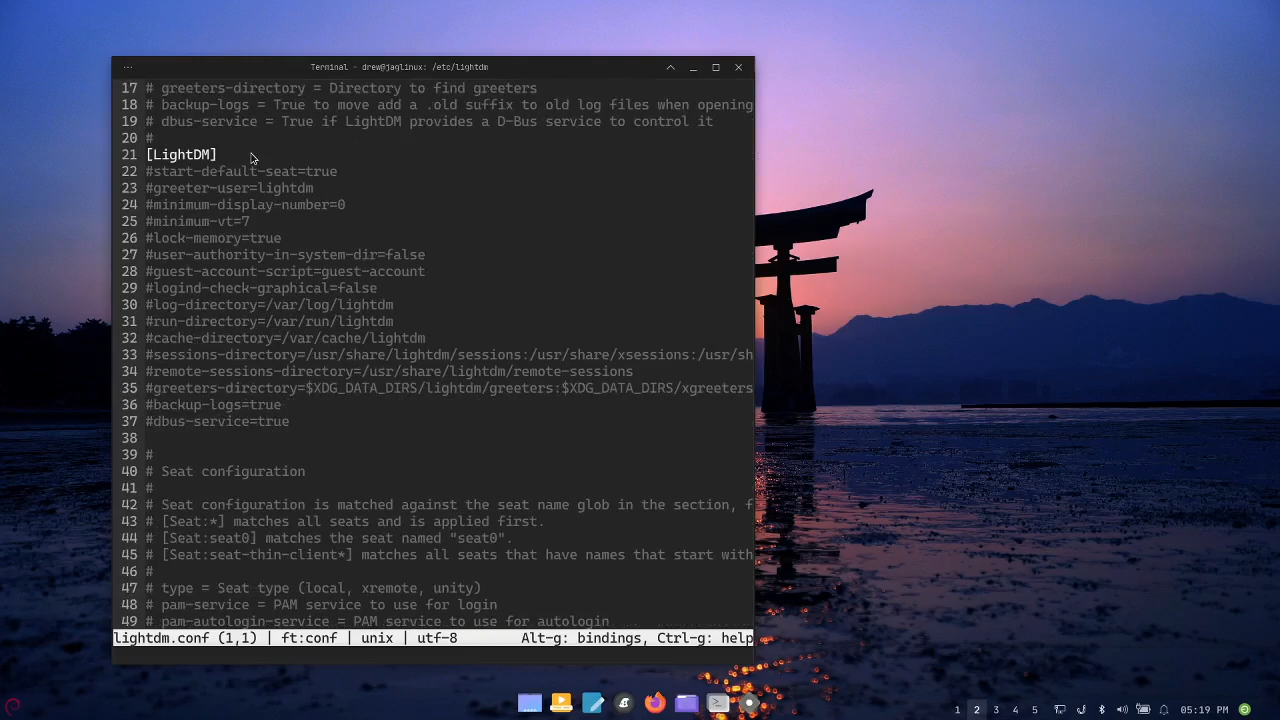 Terminal - drew@jaglinux: /etc/lightdm
17 # greeters-directory = Directory to find greeters
18 # backup-logs = True to move add a .old suffix to old log files when opening
19 # dbus-service = True if LightDM provides a D-Bus service to control it
20 #
21 [LightDM]
22 #start-default-seat=true
23 #greeter-user=lightdm
24 #minimum-display-number=0
25 #minimum-vt=7
26 #lock-memory=true
27 #user-authority-in-system-dir=false
28 #guest-account-script=guest-account
29 #logind-check-graphical=false
30 #log-directory=/var/log/lightdm
31 #run-directory=/var/run/lightdm
32 #cache-directory=/var/cache/lightdm
33 #sessions-directory=/usr/share/lightdm/sessions:/usr/share/xsessions:/usr/sh
34 #remote-sessions-directory=/usr/share/lightdm/remote-sessions
35 #greeters-directory=$XDG_DATA_DIRS/lightdm/greeters:$XDG_DATA_DIRS/xgreeters
36 #backup-logs=true
37 #dbus-service=true
38
39 #
40 # Seat configuration
41 #
42 # Seat configuration is matched against the seat name glob in the section, f
43 # [Seat:*] matches all seats and is applied first.
44 # [Seat:seat0] matches the seat named "seat0".
45 # [Seat:seat-thin-client*] matches all seats that have names that start with
46 #
47 # type = Seat type (local, xremote, unity)
48 # pam-service = PAM service to use for login
49 # pam-autologin-service = PAM service to use for autologin
lightdm.conf (1,1) | ft:conf | unix | utf-8 Alt-g: bindings, Ctrl-g: help
1 2 3 4 5 05:19 PM